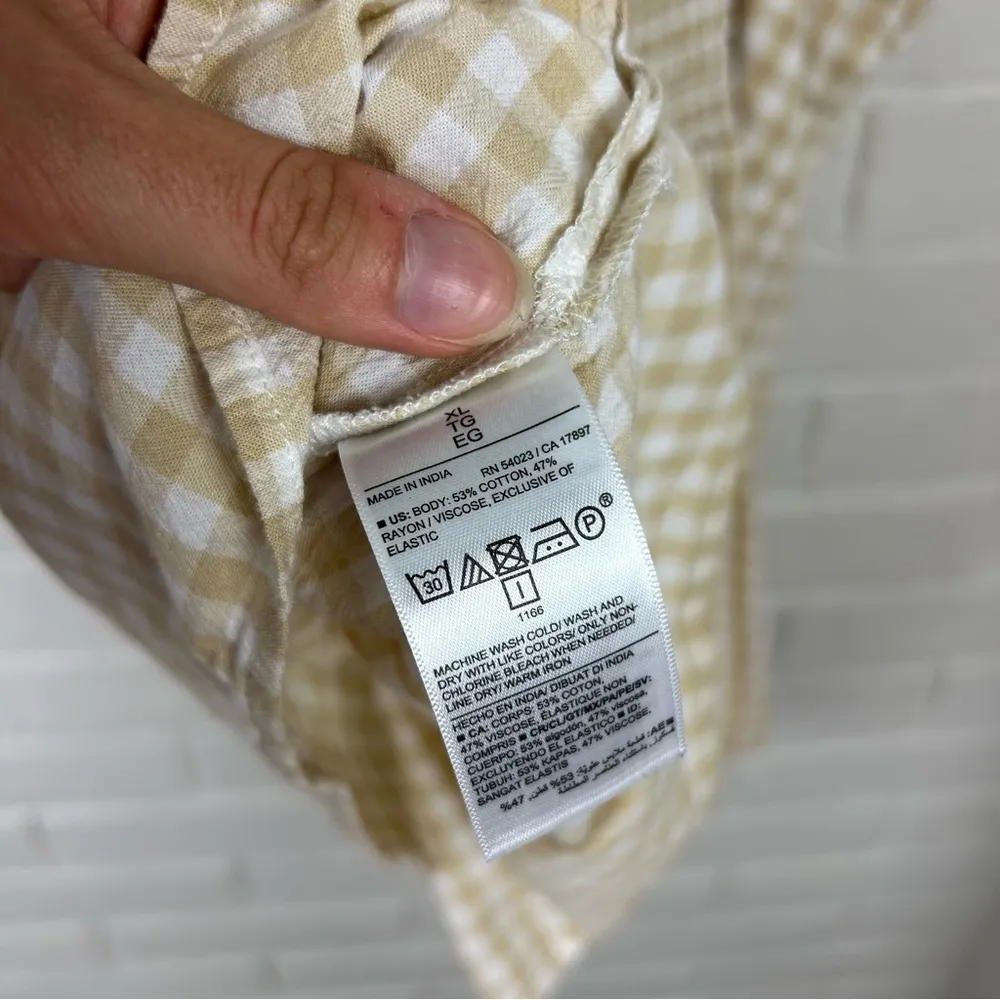 XL
TG
EG
MADE IN INDIA RN 54023 / CA 17897
■ US: BODY: 53% COTTON, 47%
RAYON / VISCOSE, EXCLUSIVE OF
ELASTIC
30 P®
1166
MACHINE WASH COLD/ WASH AND
DRY WITH LIKE COLORS/ ONLY NON-
CHLORINE BLEACH WHEN NEEDED/
LINE DRY/ WARM IRON
HECHO EN INDIA/ DIBUAT DI INDIA
■ CA: CORPS: 53% COTON,
47% VISCOSE, ÉLASTIQUE NON
COMPRIS ■ CR/CL/GT/MX/PA/PE/SV:
CUERPO: 53% algodón, 47% VISCOSA,
EXCLUYENDO EL ELÁSTICO ■ ID:
TUBUH: 53% KAPAS, 47% VISCOSE,
SANGAT ELASTIS
■ AE:
53% قطن، 47%